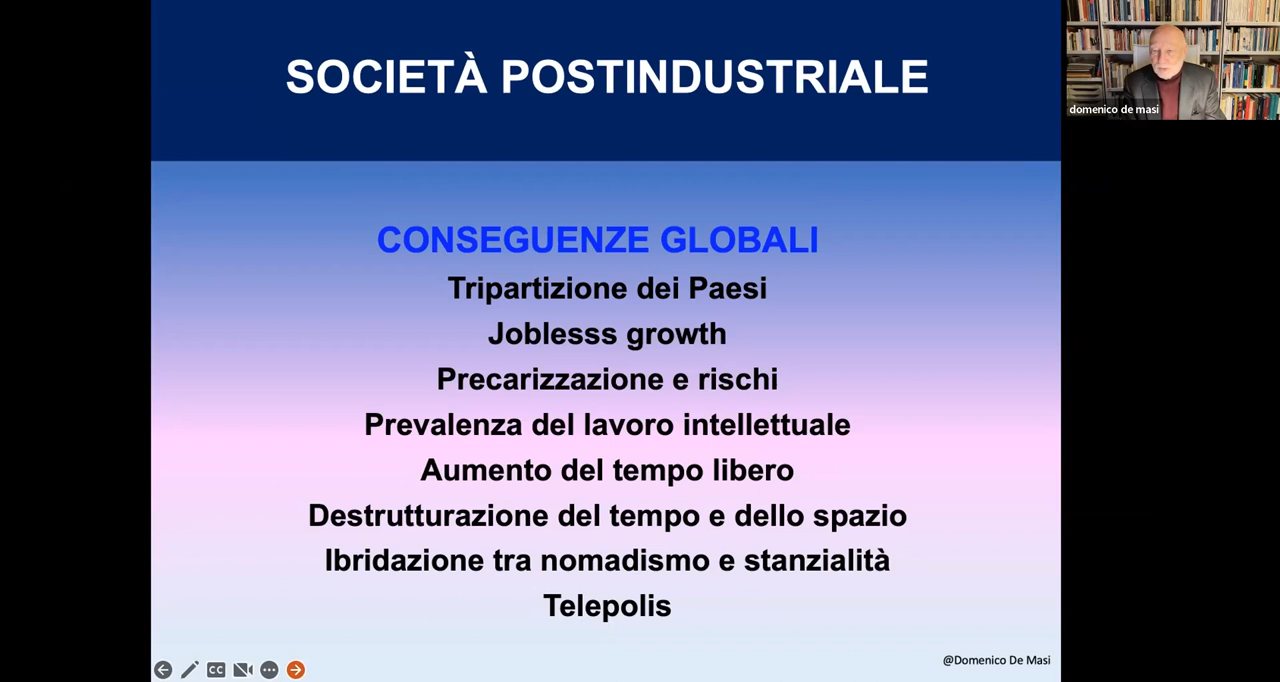 SOCIETÀ POSTINDUSTRIALE
domenico de masi
CONSEGUENZE GLOBALI
Tripartizione dei Paesi
Joblesss growth
Precarizzazione e rischi
Prevalenza del lavoro intellettuale
Aumento del tempo libero
Destrutturazione del tempo e dello spazio
Ibridazione tra nomadismo e stanzialità
Telepolis
@Domenico De Masi
CC